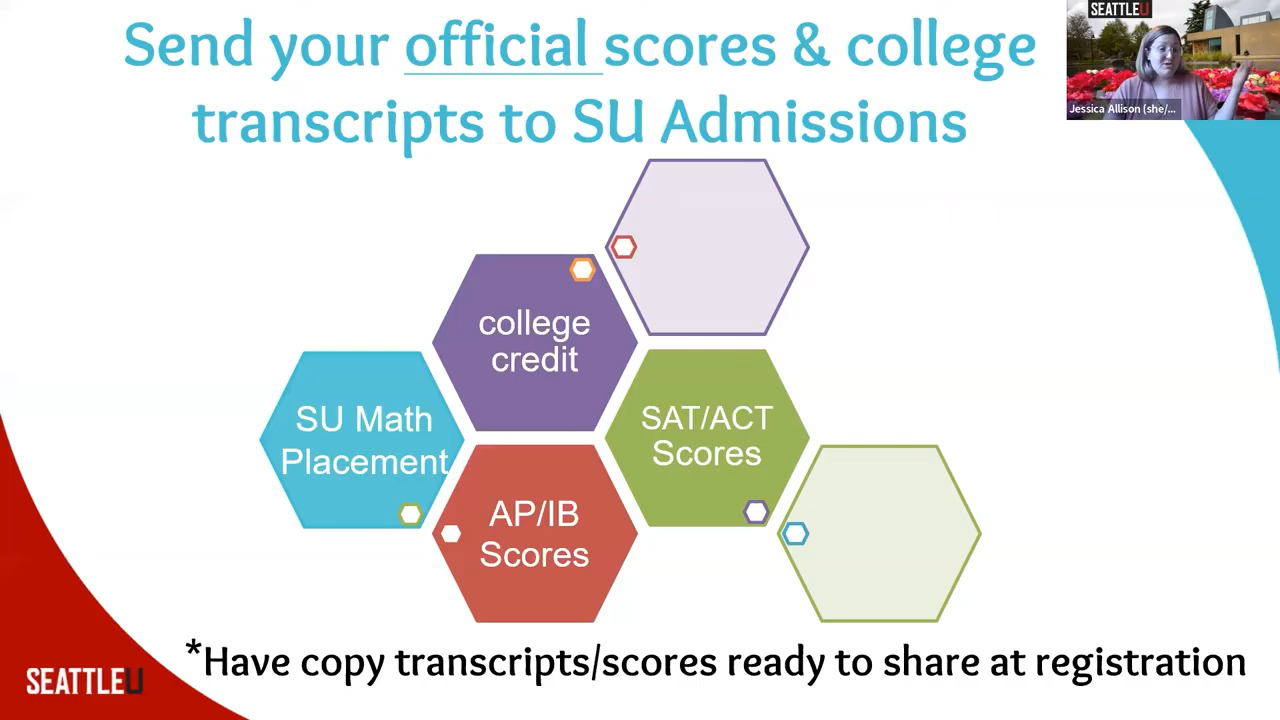 Send your official scores & college
transcripts to SU Admissions
SEATTLEU
Jessica Allison (she/...
college
credit
SU Math
Placement
SAT/ACT
Scores
AP/IB
Scores
*Have copy transcripts/scores ready to share at registration
SEATTLEU